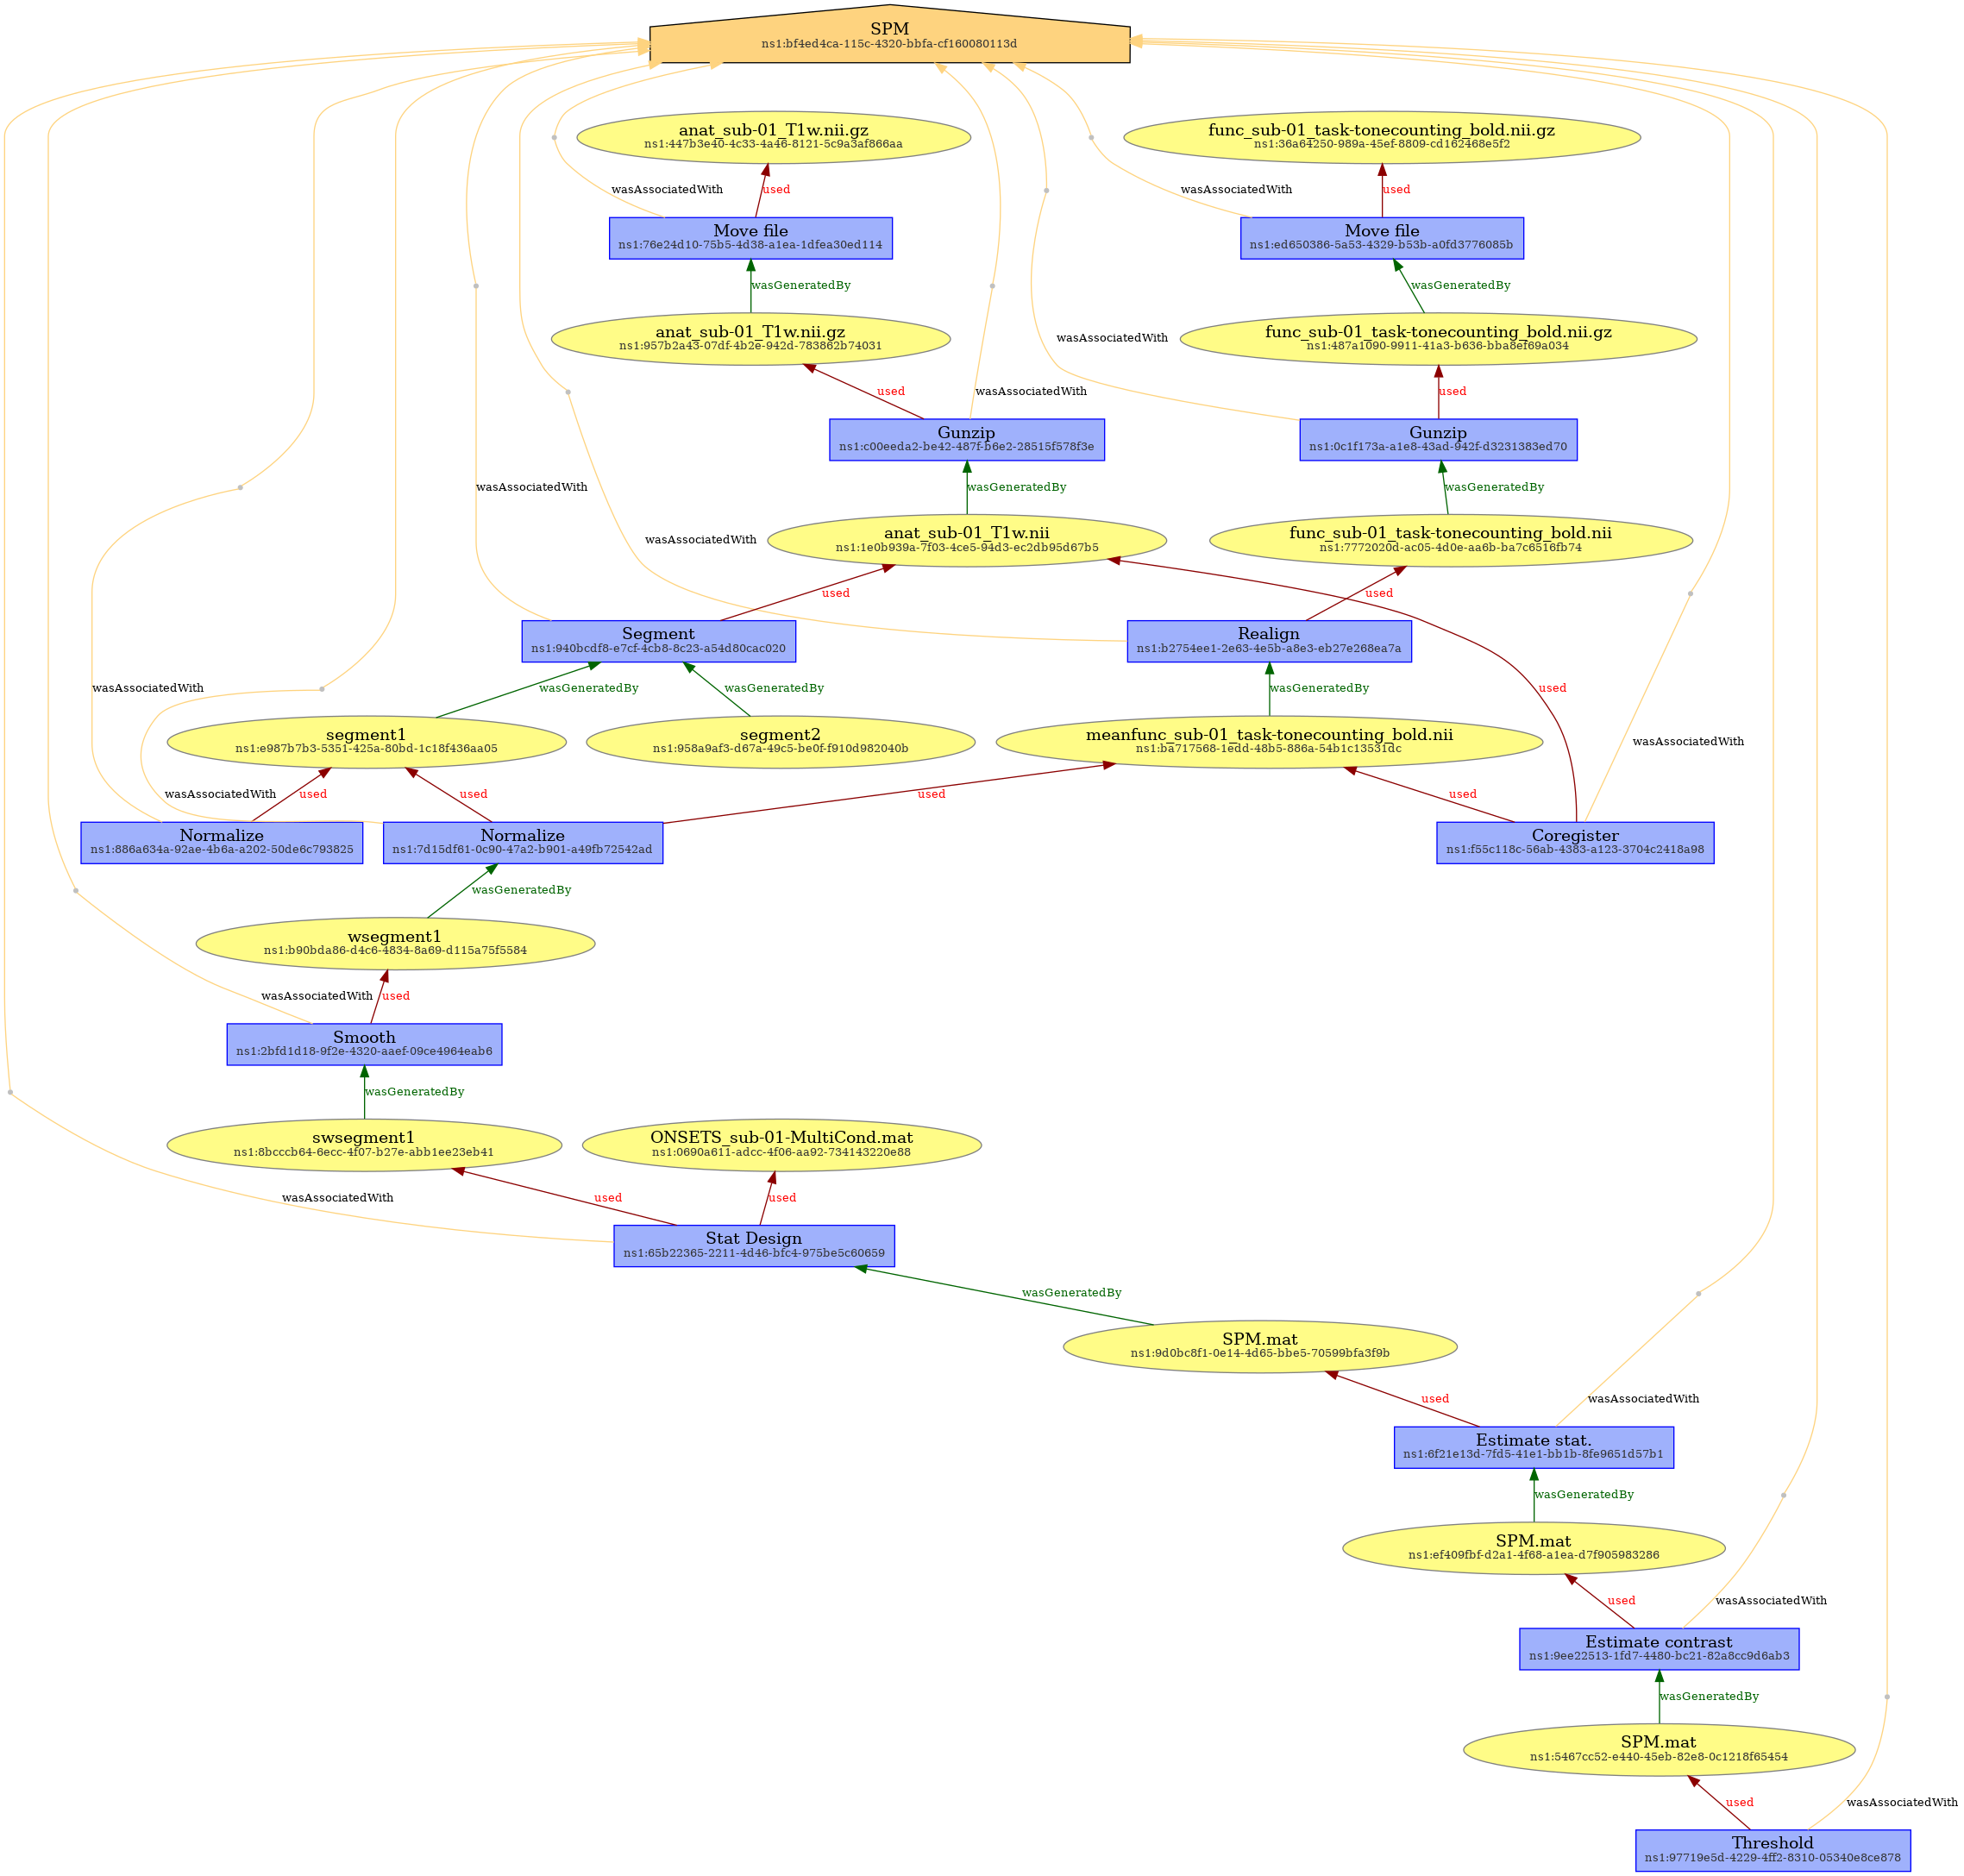 SPM
ns1:bf4ed4ca-115c-4320-bbfa-cf160080113d
anat_sub-01_T1w.nii.gz
ns1:447b3e40-4c33-4a46-8121-5c9a3af866aa
func_sub-01_task-tonecounting_bold.nii.gz
ns1:36a64250-989a-45ef-8809-cd162468e5f2
wasAssociatedWith
used
wasAssociatedWith
used
Move file
ns1:76e24d10-75b5-4d38-a1ea-1dfea30ed114
Move file
ns1:ed650386-5a53-4329-b53b-a0fd3776085b
wasGeneratedBy
wasGeneratedBy
anat_sub-01_T1w.nii.gz
ns1:957b2a43-07df-4b2e-942d-783862b74031
wasAssociatedWith
func_sub-01_task-tonecounting_bold.nii.gz
ns1:487a1090-9911-41a3-b636-bba8ef69a034
used
wasAssociatedWith
used
Gunzip
ns1:c00eeda2-be42-487f-b6e2-28515f578f3e
Gunzip
ns1:0c1f173a-a1e8-43ad-942f-d3231383ed70
wasAssociatedWith
wasGeneratedBy
wasGeneratedBy
wasAssociatedWith
anat_sub-01_T1w.nii
ns1:1e0b939a-7f03-4ce5-94d3-ec2db95d67b5
func_sub-01_task-tonecounting_bold.nii
ns1:7772020d-ac05-4d0e-aa6b-ba7c6516fb74
used
used
Segment
ns1:940bcdf8-e7cf-4cb8-8c23-a54d80cac020
Realign
ns1:b2754ee1-2e63-4e5b-a8e3-eb27e268ea7a
wasAssociatedWith
wasGeneratedBy
wasGeneratedBy
wasGeneratedBy
used
segment1
ns1:e987b7b3-5351-425a-80bd-1c18f436aa05
segment2
ns1:958a9af3-d67a-49c5-be0f-f910d982040b
meanfunc_sub-01_task-tonecounting_bold.nii
ns1:ba717568-1edd-48b5-886a-54b1c13531dc
wasAssociatedWith
wasAssociatedWith
used
used
used
used
Normalize
ns1:886a634a-92ae-4b6a-a202-50de6c793825
Normalize
ns1:7d15df61-0c90-47a2-b901-a49fb72542ad
Coregister
ns1:f55c118c-56ab-4383-a123-3704c2418a98
wasGeneratedBy
wsegment1
ns1:b90bda86-d4c6-4834-8a69-d115a75f5584
wasAssociatedWith
used
Smooth
ns1:2bfd1d18-9f2e-4320-aaef-09ce4964eab6
wasGeneratedBy
swsegment1
ns1:8bcccb64-6ecc-4f07-b27e-abb1ee23eb41
ONSETS_sub-01-MultiCond.mat
ns1:0690a611-adcc-4f06-aa92-734143220e88
wasAssociatedWith
used
used
Stat Design
ns1:65b22365-2211-4d46-bfc4-975be5c60659
wasGeneratedBy
SPM.mat
ns1:9d0bc8f1-0e14-4d65-bbe5-70599bfa3f9b
used
wasAssociatedWith
Estimate stat.
ns1:6f21e13d-7fd5-41e1-bb1b-8fe9651d57b1
wasGeneratedBy
SPM.mat
ns1:ef409fbf-d2a1-4f68-a1ea-d7f905983286
used
wasAssociatedWith
Estimate contrast
ns1:9ee22513-1fd7-4480-bc21-82a8cc9d6ab3
wasGeneratedBy
SPM.mat
ns1:5467cc52-e440-45eb-82e8-0c1218f65454
used
wasAssociatedWith
Threshold
ns1:97719e5d-4229-4ff2-8310-05340e8ce878